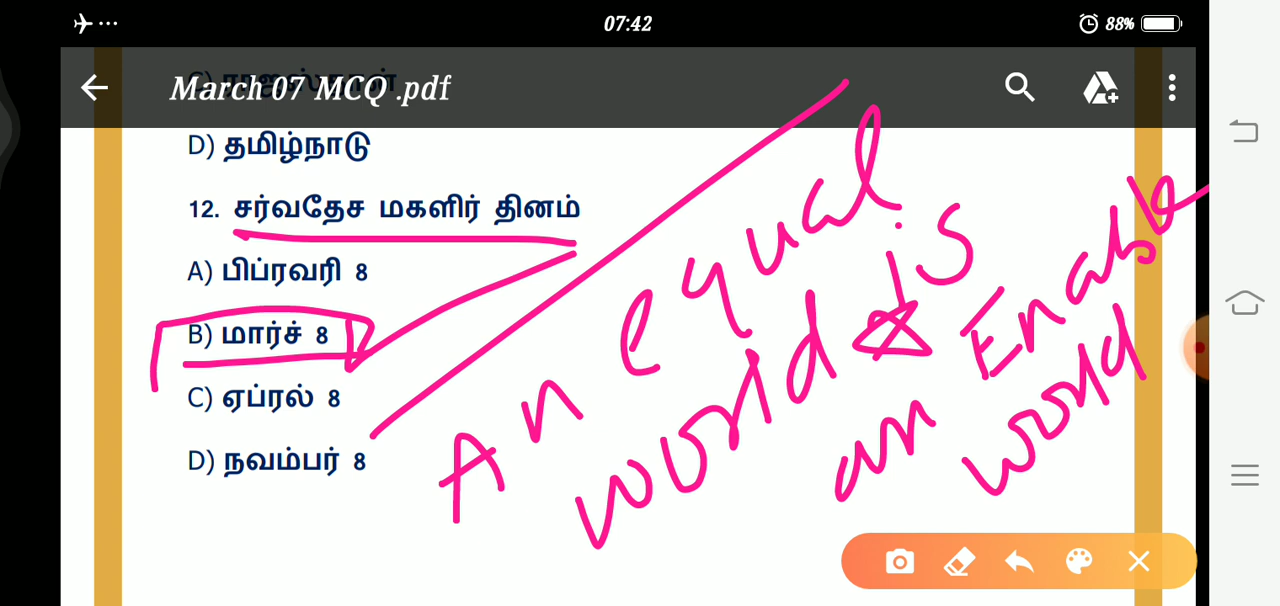 07:42
88%
March 07 MCQ .pdf
D) தமிழ்நாடு
12. சர்வதேச மகளிர் தினம்
A) பிப்ரவரி 8
B) மார்ச் 8
C) ஏப்ரல் 8
D) நவம்பர் 8
An equal
world is
an Enable
world